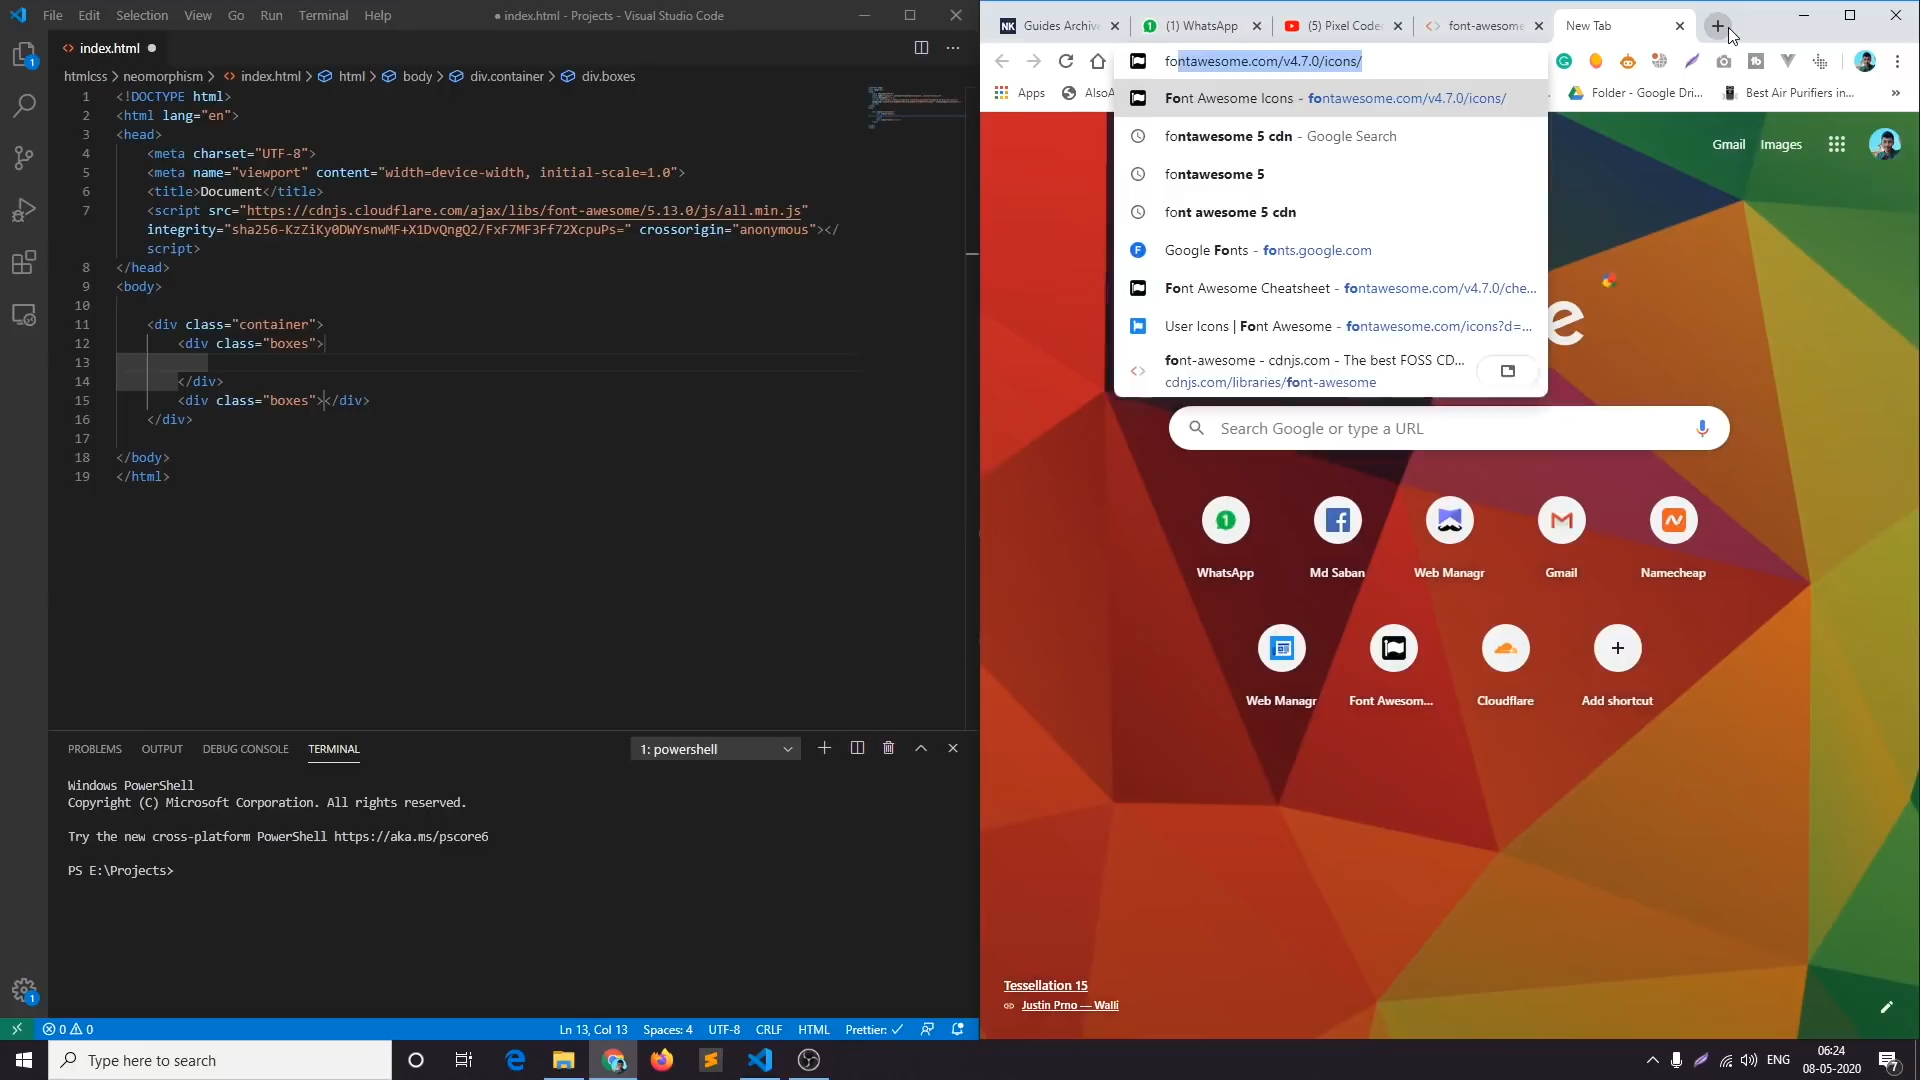 File Edit Selection View Go Run Terminal Help
● index.html - Projects - Visual Studio Code
index.html ●
htmlcss > neomorphism > index.html > html > body > div.container > div.boxes
1 <!DOCTYPE html>
2 <html lang="en">
3 <head>
4 <meta charset="UTF-8">
5 <meta name="viewport" content="width=device-width, initial-scale=1.0">
6 <title>Document</title>
7 <script src="https://cdnjs.cloudflare.com/ajax/libs/font-awesome/5.13.0/js/all.min.js"
integrity="sha256-KzZiKy0DWYsnwMF+X1DvQngQ2/FxF7MF3Ff72XcpuPs=" crossorigin="anonymous"></
script>
8 </head>
9 <body>
10
11 <div class="container">
12 <div class="boxes">
13
14 </div>
15 <div class="boxes"></div>
16 </div>
17
18 </body>
19 </html>
PROBLEMS OUTPUT DEBUG CONSOLE TERMINAL
1: powershell
Windows PowerShell
Copyright (C) Microsoft Corporation. All rights reserved.
Try the new cross-platform PowerShell https://aka.ms/pscore6
PS E:\Projects>
1
1
0 0
Ln 13, Col 13 Spaces: 4 UTF-8 CRLF HTML Prettier: ✓
NK Guides Archive
(1) WhatsApp
(5) Pixel Codec
font-awesome
New Tab
fontawesome.com/v4.7.0/icons/
Font Awesome Icons - fontawesome.com/v4.7.0/icons/
fontawesome 5 cdn - Google Search
fontawesome 5
font awesome 5 cdn
Google Fonts - fonts.google.com
Font Awesome Cheatsheet - fontawesome.com/v4.7.0/che...
User Icons | Font Awesome - fontawesome.com/icons?d=...
font-awesome - cdnjs.com - The best FOSS CD...
cdnjs.com/libraries/font-awesome
Apps
AlsoA
Folder - Google Dri...
Best Air Purifiers in...
»
Gmail Images
e
Search Google or type a URL
WhatsApp
Md Saban
Web Managr
Gmail
Namecheap
Web Managr
Font Awesom...
Cloudflare
Add shortcut
Tessellation 15
Justin Prno — Walli
Type here to search
ENG
06:24
08-05-2020
7